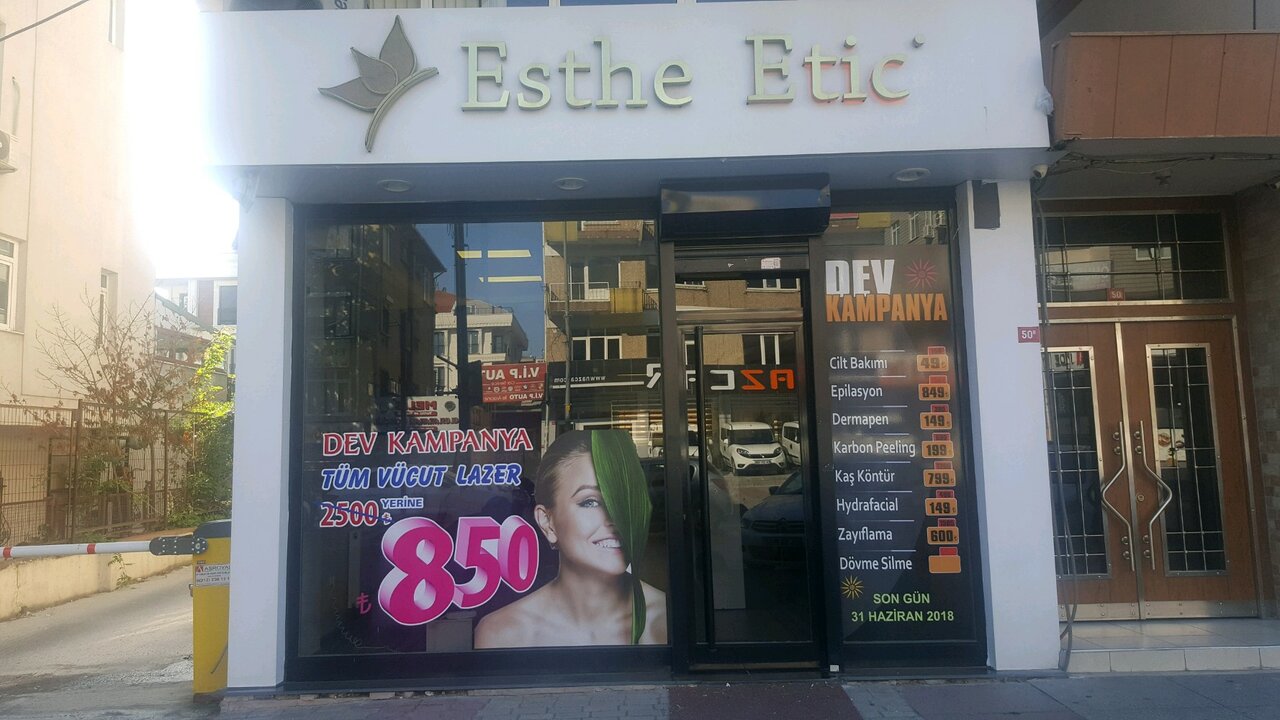 Esthe Etic
DEV
KAMPANYA
Cilt Bakımı 49
Epilasyon 849
Dermapen 149
Karbon Peeling 199
Kaş Köntür 799
Hydrafacial 149
Zayıflama 600
Dövme Silme
SON GÜN
31 HAZİRAN 2018
DEV KAMPANYA
TÜM VÜCUT LAZER
2500 ₺ YERİNE
₺ 850
V.I.P AUTO
50